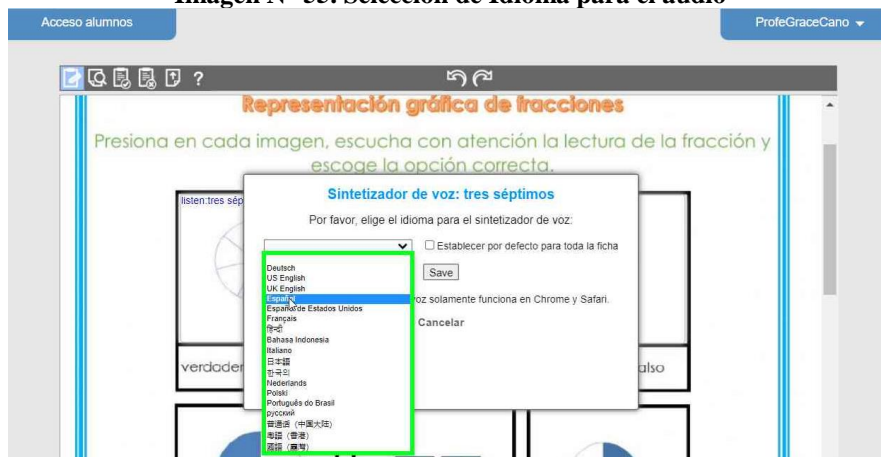 Imagen N° 35: Selección de Idioma para el audio
Acceso alumnos
ProfeGraceCano
?
Representación gráfica de fracciones
Presiona en cada imagen, escucha con atención la lectura de la fracción y
escoge la opción correcta.
listen:tres sép
Sintetizador de voz: tres séptimos
Por favor, elige el idioma para el sintetizador de voz:
Establecer por defecto para toda la ficha
Save
Deutsch
US English
UK English
Español
Español de Estados Unidos
Français
हिन्दी
Bahasa Indonesia
Italiano
日本語
한국의
Nederlands
Polski
Português do Brasil
русский
普通话 (中国大陆)
粤語 (香港)
國語 (臺灣)
voz solamente funciona en Chrome y Safari.
Cancelar
verdader
also